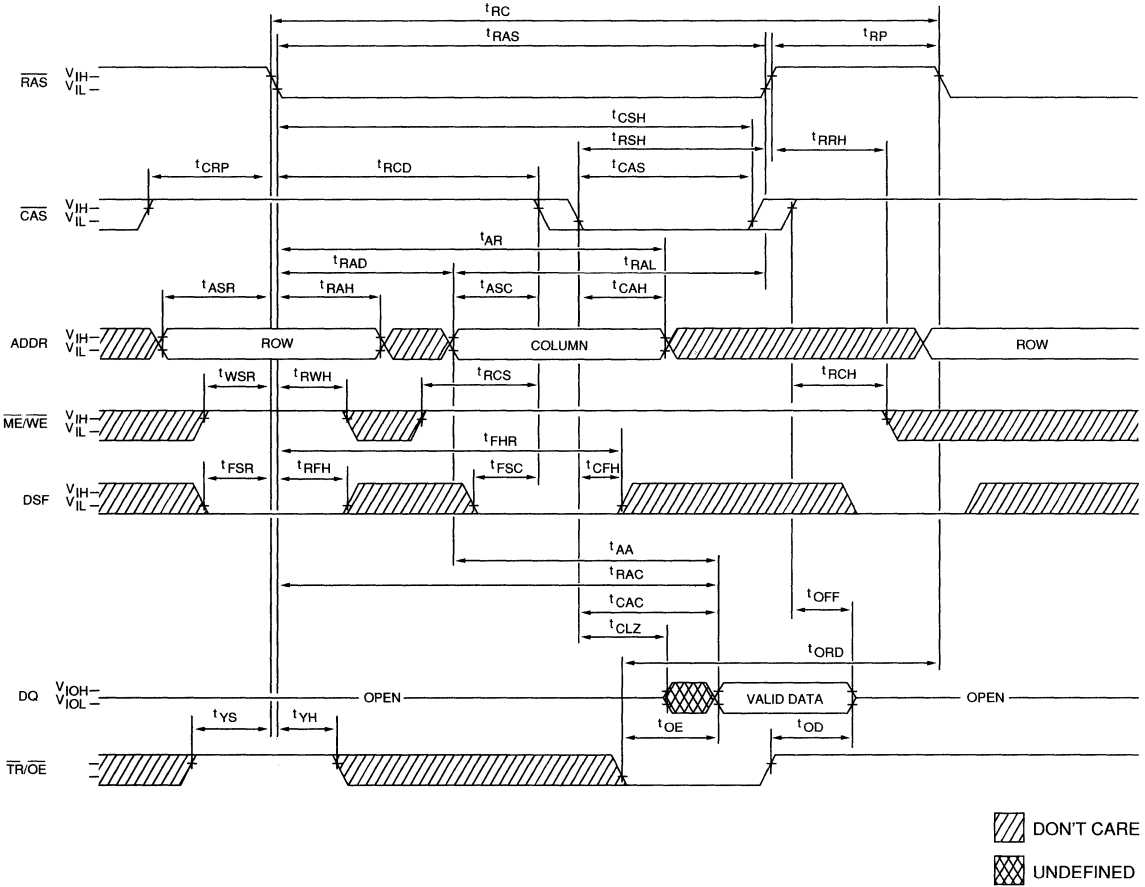 tRC
tRAS
tRP
RAS
VIH
VIL
tCSH
tRSH
tRRH
tCRP
tRCD
tCAS
CAS
VIH
VIL
tAR
tRAD
tRAL
tASR
tRAH
tASC
tCAH
ADDR
VIH
VIL
ROW
COLUMN
ROW
tWSR
tRWH
tRCS
tRCH
ME/WE
VIH
VIL
tFHR
tFSR
tRFH
tFSC
tCFH
DSF
VIH
VIL
tAA
tRAC
tCAC
tOFF
tCLZ
tORD
DQ
VIOH
VIOL
OPEN
VALID DATA
OPEN
tYS
tYH
tOE
tOD
TR/OE
DON'T CARE
UNDEFINED